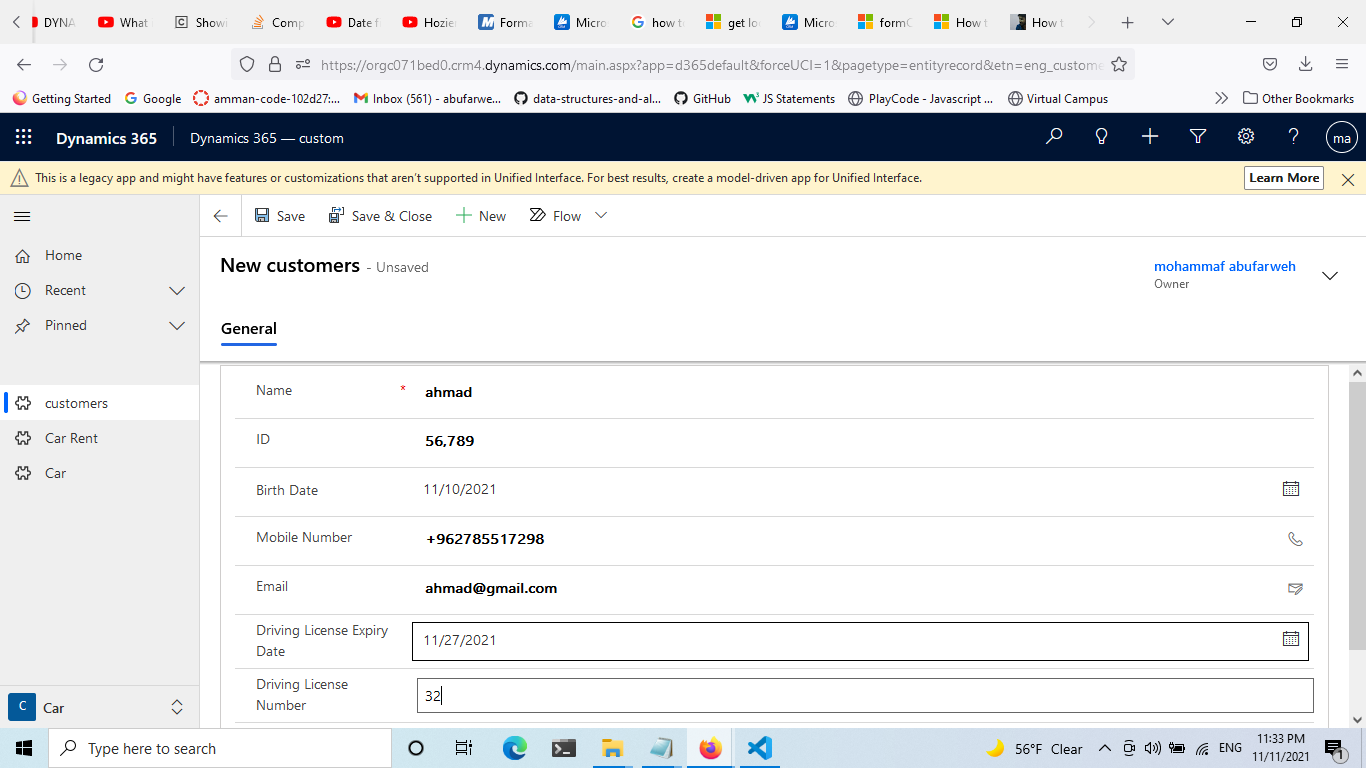 DYNA
What
Showi
Comp
Date f
Hozie
Forma
Micro
how t
get lo
Micro
formC
How t
How t
https://orgc071bed0.crm4.dynamics.com/main.aspx?app=d365default&forceUCI=1&pagetype=entityrecord&etn=eng_custome
Getting Started
Google
amman-code-102d27:...
Inbox (561) - abufarwe...
data-structures-and-al...
GitHub
JS Statements
PlayCode - Javascript ...
Virtual Campus
Other Bookmarks
Dynamics 365
Dynamics 365 — custom
ma
This is a legacy app and might have features or customizations that aren't supported in Unified Interface. For best results, create a model-driven app for Unified Interface.
Learn More
Home
Recent
Pinned
customers
Car Rent
Car
C
Car
Save
Save & Close
New
Flow
New customers - Unsaved
mohammaf abufarweh
Owner
General
Name * ahmad
ID 56,789
Birth Date 11/10/2021
Mobile Number +962785517298
Email ahmad@gmail.com
Driving License Expiry
Date
11/27/2021
Driving License
Number
32
Type here to search
56°F Clear
ENG
11:33 PM
11/11/2021
1